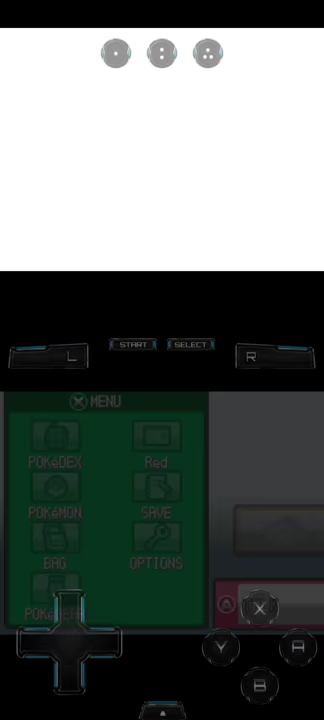 START SELECT
L R
MENU
POKéDEX Red
POKéMON SAVE
BAG OPTIONS
X
Y A
B